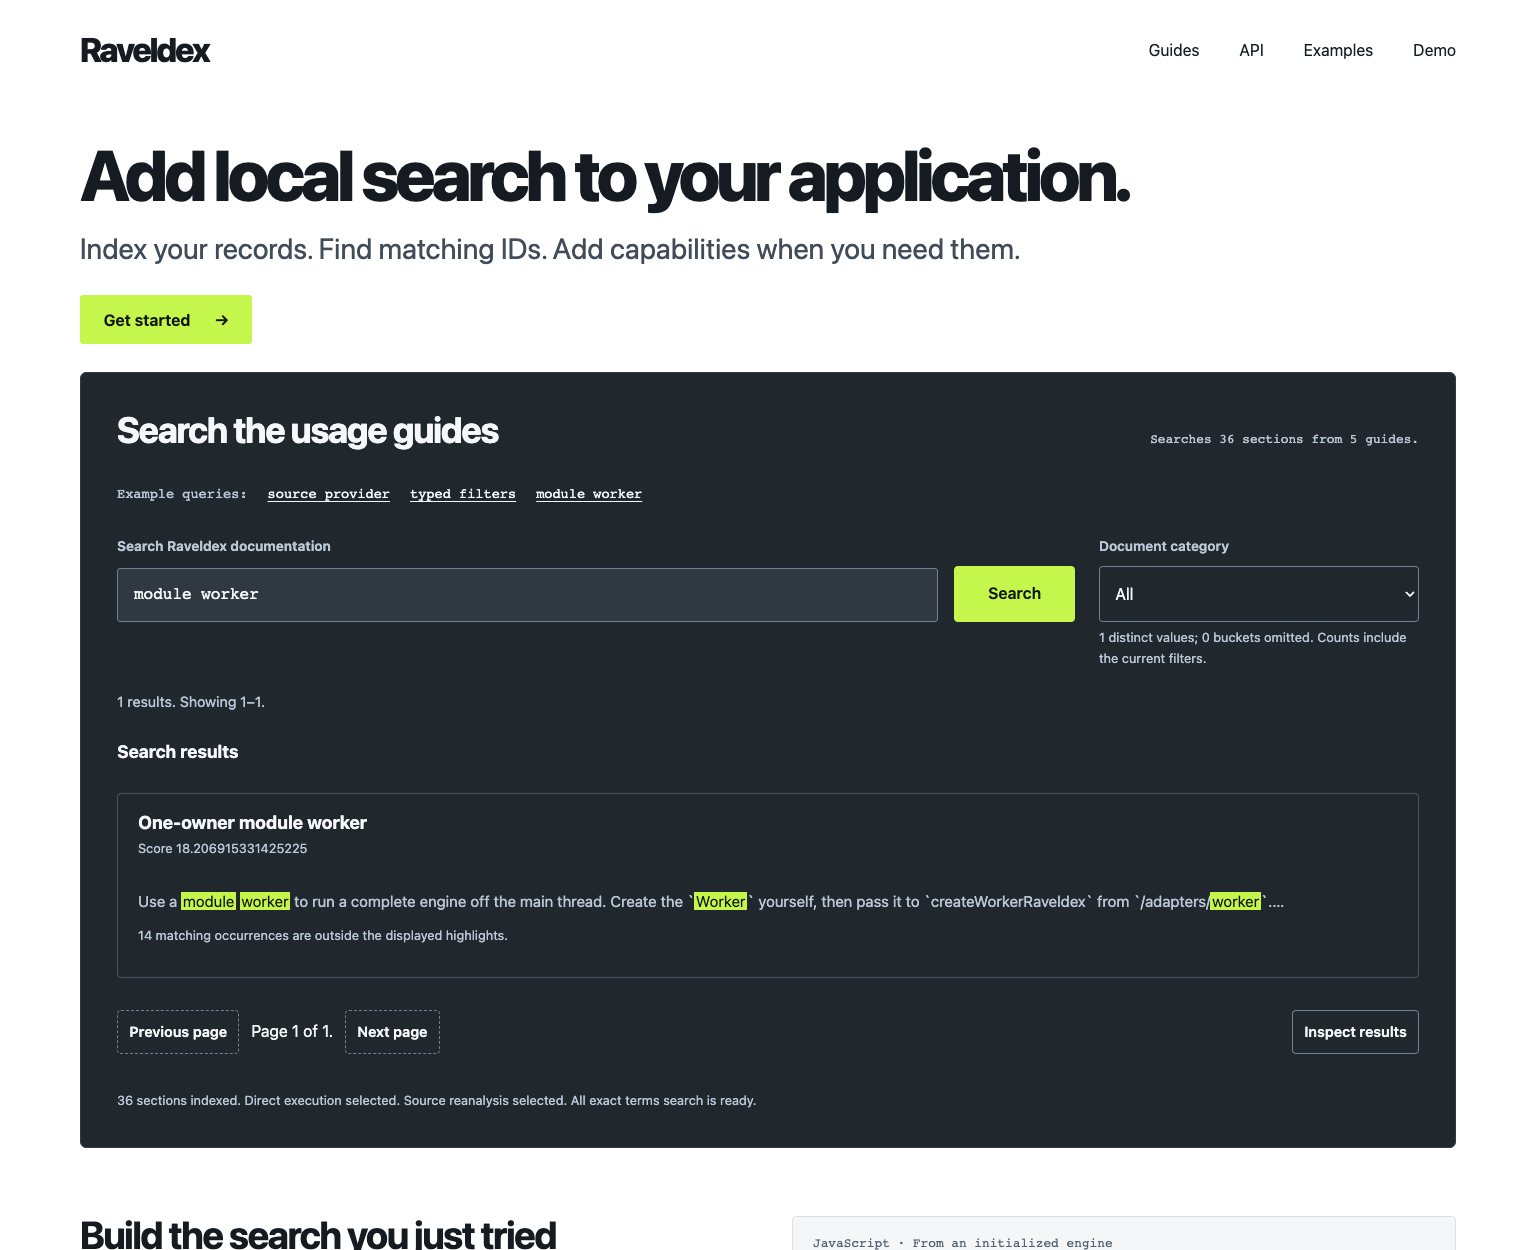 Raveldex
Guides API Examples Demo
Add local search to your application.
Index your records. Find matching IDs. Add capabilities when you need them.
Get started →
Search the usage guides
Searches 36 sections from 5 guides.
Example queries: source provider typed filters module worker
Search Raveldex documentation
Document category
module worker
Search
All
1 distinct values; 0 buckets omitted. Counts include
the current filters.
1 results. Showing 1–1.
Search results
One-owner module worker
Score 18.206915331425225
Use a module worker to run a complete engine off the main thread. Create the `Worker` yourself, then pass it to `createWorkerRaveldex` from `/adapters/worker`....
14 matching occurrences are outside the displayed highlights.
Previous page Page 1 of 1. Next page
Inspect results
36 sections indexed. Direct execution selected. Source reanalysis selected. All exact terms search is ready.
Build the search you just tried
JavaScript · From an initialized engine